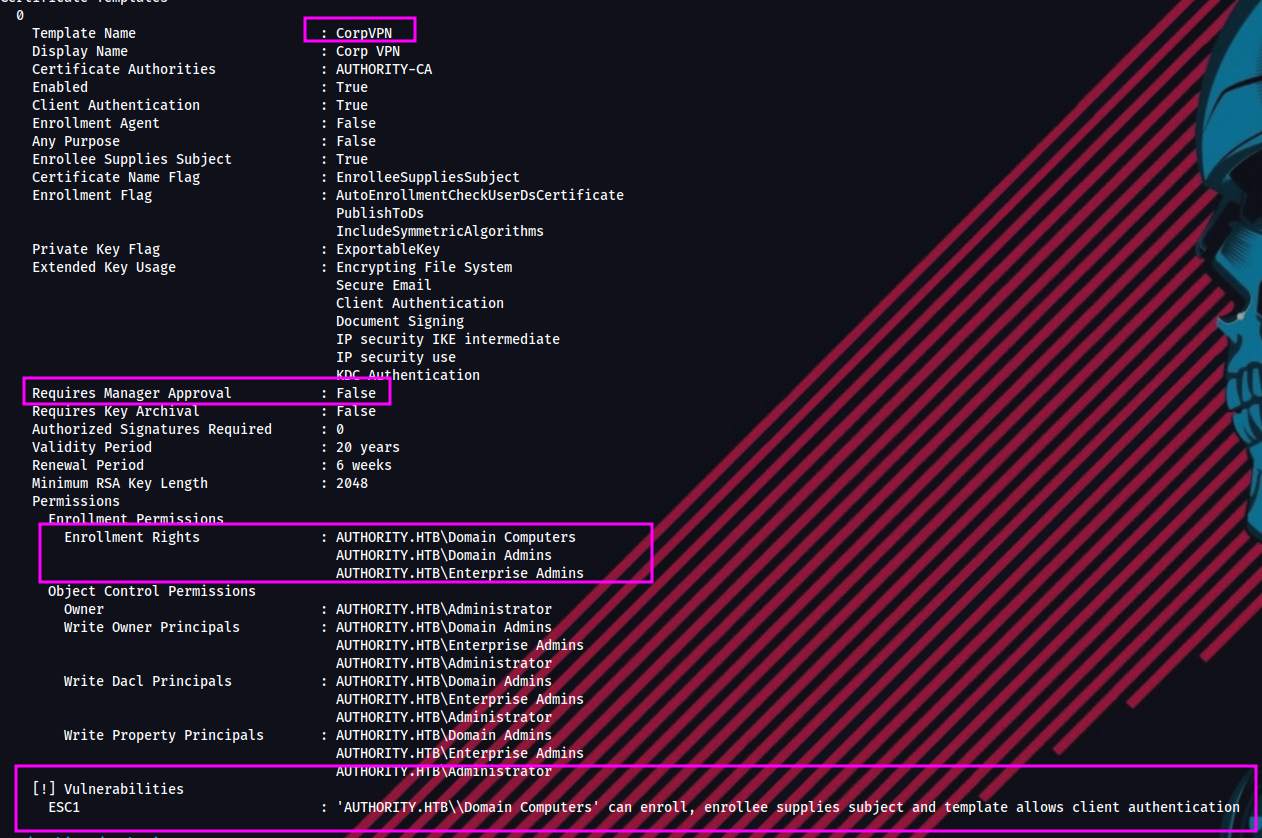 0
Template Name : CorpVPN
Display Name : Corp VPN
Certificate Authorities : AUTHORITY-CA
Enabled : True
Client Authentication : True
Enrollment Agent : False
Any Purpose : False
Enrollee Supplies Subject : True
Certificate Name Flag : EnrolleeSuppliesSubject
Enrollment Flag : AutoEnrollmentCheckUserDsCertificate
PublishToDs
IncludeSymmetricAlgorithms
Private Key Flag : ExportableKey
Extended Key Usage : Encrypting File System
Secure Email
Client Authentication
Document Signing
IP security IKE intermediate
IP security use
KDC Authentication
Requires Manager Approval : False
Requires Key Archival : False
Authorized Signatures Required : 0
Validity Period : 20 years
Renewal Period : 6 weeks
Minimum RSA Key Length : 2048
Permissions
Enrollment Permissions
Enrollment Rights : AUTHORITY.HTB\Domain Computers
AUTHORITY.HTB\Domain Admins
AUTHORITY.HTB\Enterprise Admins
Object Control Permissions
Owner : AUTHORITY.HTB\Administrator
Write Owner Principals : AUTHORITY.HTB\Domain Admins
AUTHORITY.HTB\Enterprise Admins
AUTHORITY.HTB\Administrator
Write Dacl Principals : AUTHORITY.HTB\Domain Admins
AUTHORITY.HTB\Enterprise Admins
AUTHORITY.HTB\Administrator
Write Property Principals : AUTHORITY.HTB\Domain Admins
AUTHORITY.HTB\Enterprise Admins
AUTHORITY.HTB\Administrator
[!] Vulnerabilities
ESC1 : 'AUTHORITY.HTB\\Domain Computers' can enroll, enrollee supplies subject and template allows client authentication